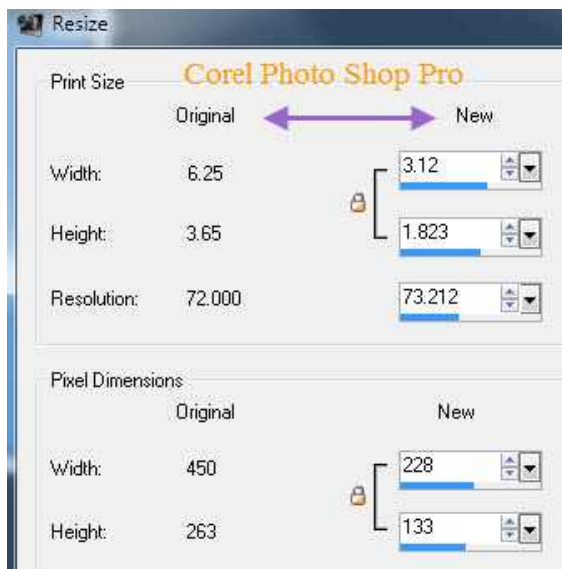 Resize
Print Size Corel Photo Shop Pro
Original New
Width: 6.25 3.12
Height: 3.65 1.823
Resolution: 72.000 73.212
Pixel Dimensions
Original New
Width: 450 228
Height: 263 133